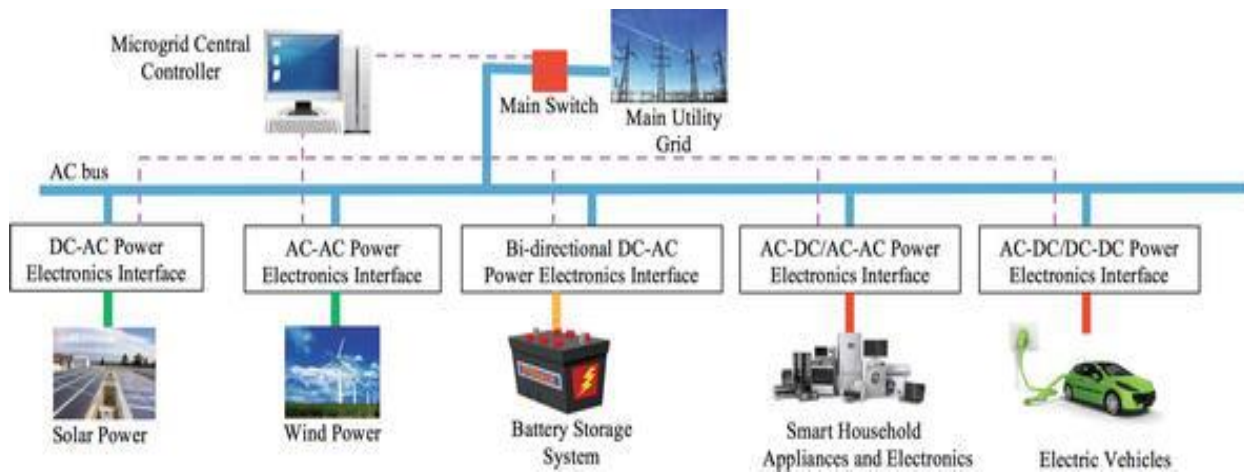 Microgrid Central
Controller
Main Switch
Main Utility
Grid
AC bus
DC-AC Power
Electronics Interface
AC-AC Power
Electronics Interface
Bi-directional DC-AC
Power Electronics Interface
AC-DC/AC-AC Power
Electronics Interface
AC-DC/DC-DC Power
Electronics Interface
Solar Power
Wind Power
Battery Storage
System
Smart Household
Appliances and Electronics
Electric Vehicles